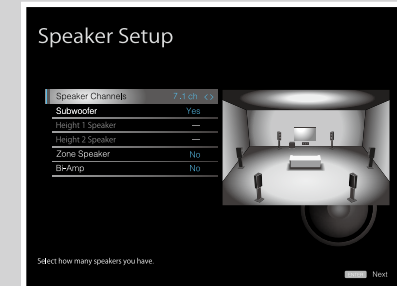 Speaker Setup
Speaker Channels 7.1 ch <>
Subwoofer Yes
Height 1 Speaker —
Height 2 Speaker —
Zone Speaker No
Bi-Amp No
Select how many speakers you have.
ENTER Next